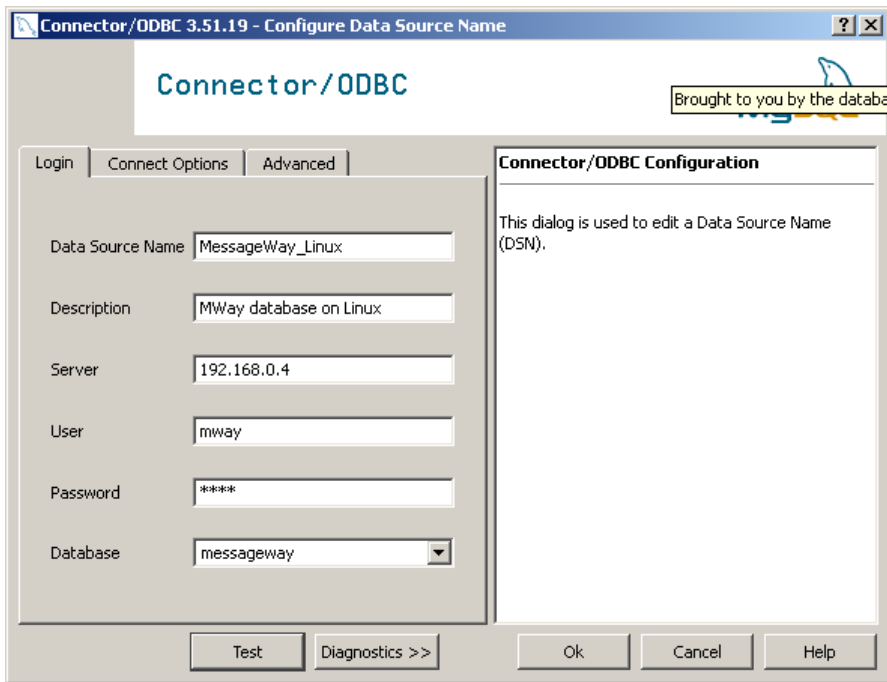 Connector/ODBC 3.51.19 - Configure Data Source Name
Connector/ODBC
Brought to you by the databa
Login Connect Options Advanced
Data Source Name MessageWay_Linux
Description MWay database on Linux
Server 192.168.0.4
User mway
Password ****
Database messageway
Connector/ODBC Configuration
This dialog is used to edit a Data Source Name
(DSN).
Test Diagnostics >> Ok Cancel Help